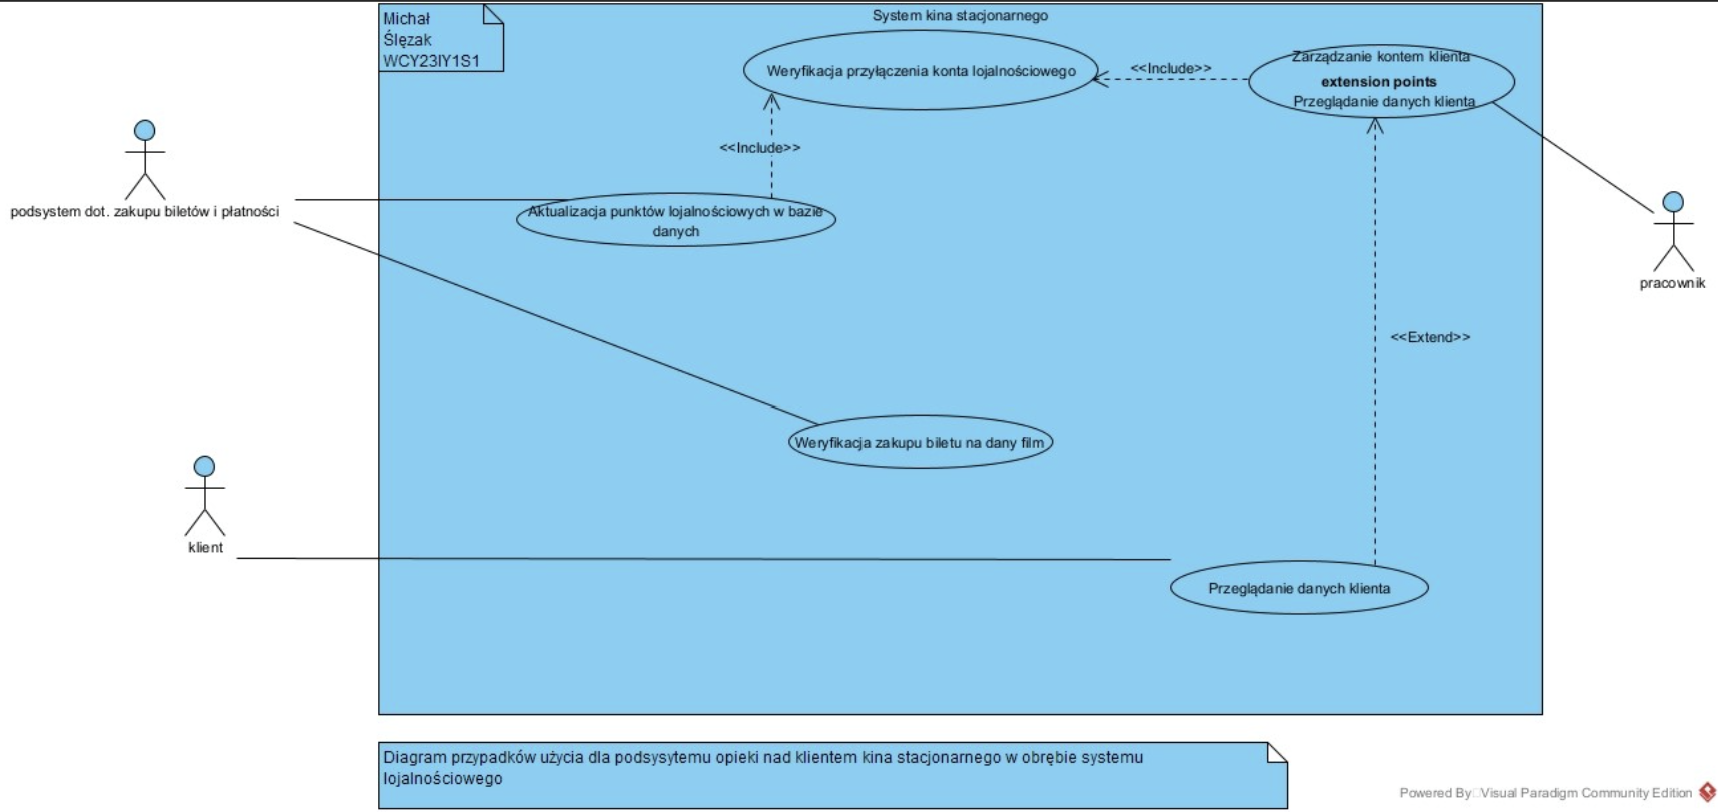 Michał
Ślęzak
WCY23IY1S1
System kina stacjonarnego
Weryfikacja przyłączenia konta lojalnościowego
<<Include>>
Zarządzanie kontem klienta
extension points
Przeglądanie danych klienta
<<Include>>
podsystem dot. zakupu biletów i płatności
Aktualizacja punktów lojalnościowych w bazie
danych
pracownik
<<Extend>>
Weryfikacja zakupu biletu na dany film
klient
Przeglądanie danych klienta
Diagram przypadków użycia dla podsysytemu opieki nad klientem kina stacjonarnego w obrębie systemu
lojalnościowego
Powered By Visual Paradigm Community Edition